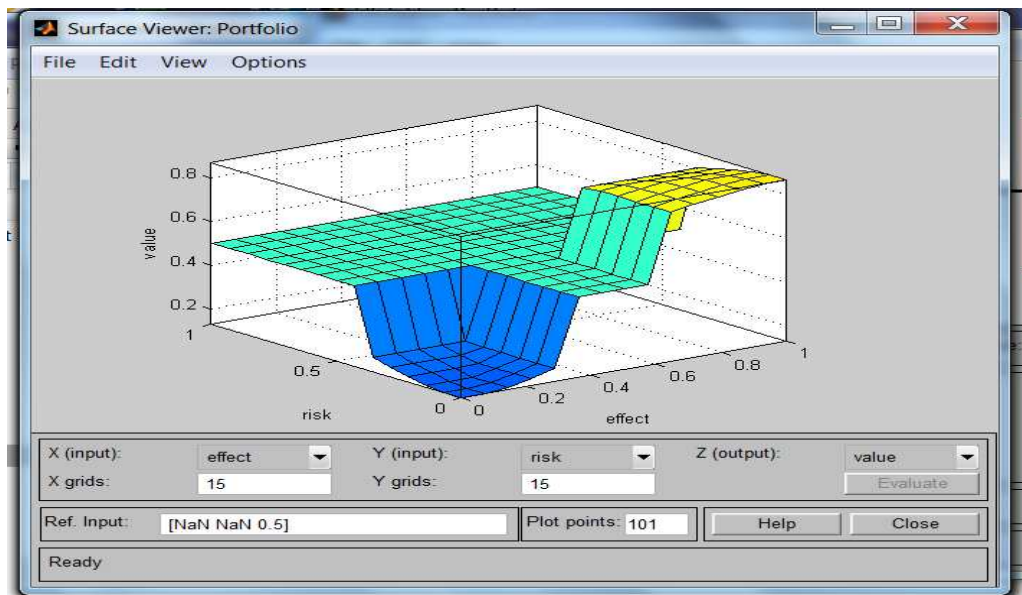 Surface Viewer: Portfolio
File Edit View Options
0.8
0.6
0.4
0.2
value
1
0.5
0
risk
0
0.2
0.4
0.6
0.8
1
effect
X (input): effect Y (input): risk Z (output): value
X grids: 15 Y grids: 15 Evaluate
Ref. Input: [NaN NaN 0.5] Plot points: 101 Help Close
Ready